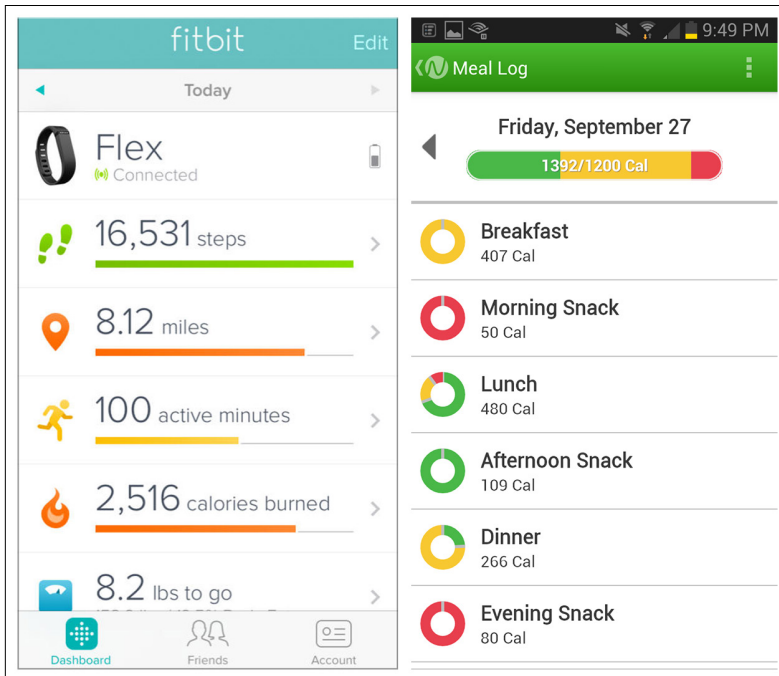 fitbit
Edit
Today
Flex
Connected
16,531 steps
8.12 miles
100 active minutes
2,516 calories burned
8.2 lbs to go
Dashboard
Friends
Account
9:49 PM
Meal Log
Friday, September 27
1392/1200 Cal
Breakfast
407 Cal
Morning Snack
50 Cal
Lunch
480 Cal
Afternoon Snack
109 Cal
Dinner
266 Cal
Evening Snack
80 Cal